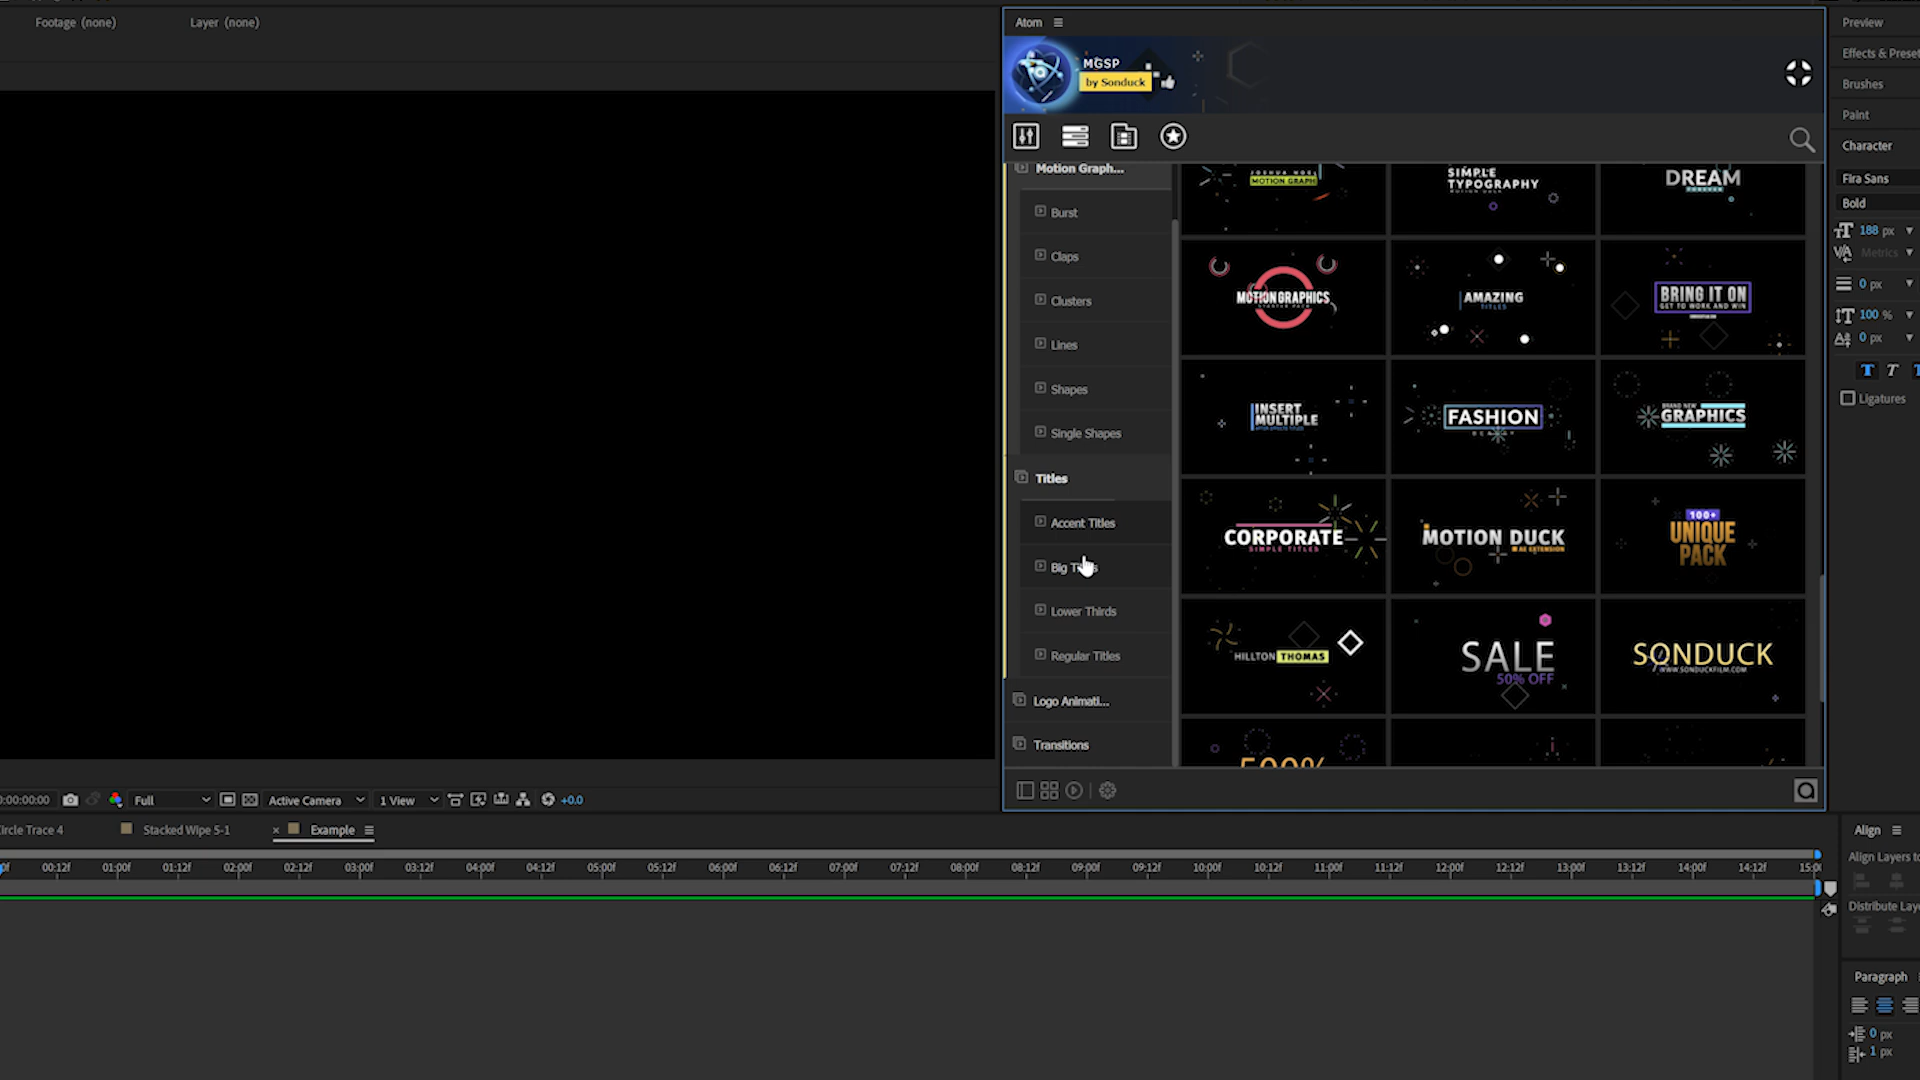 Footage (none)
Layer (none)
Atom
MGSP
by Sonduck
Motion Graph...
Burst
Claps
Clusters
Lines
Shapes
Single Shapes
Titles
Accent Titles
Big
Lower Thirds
Regular Titles
Logo Animati...
Transitions
MOTION GRAPH
SIMPLE
TYPOGRAPHY
DREAM
MOTION GRAPHICS
AMAZING
TITLES
BRING IT ON
GET TO WORK AND WIN
INSERT
MULTIPLE
FASHION
BEAUTY
BRAND NEW
GRAPHICS
CORPORATE
SIMPLE TITLES
MOTION DUCK
AE EXTENSION
100+
UNIQUE
PACK
HILLTON THOMAS
SALE
50% OFF
SONDUCK
WWW.SONDUCKFILM.COM
500%
Preview
Effects & Preset
Brushes
Paint
Character
Fira Sans
Bold
188 px
Metrics
0 px
100 %
0 px
T T T
Ligatures
0:00:00:00
Full
Active Camera
1 View
+0.0
ircle Trace 4
Stacked Wipe 5-1
× Example
0f 00:12f 01:00f 01:12f 02:00f 02:12f 03:00f 03:12f 04:00f 04:12f 05:00f 05:12f 06:00f 06:12f 07:00f 07:12f 08:00f 08:12f 09:00f 09:12f 10:00f 10:12f 11:00f 11:12f 12:00f 12:12f 13:00f 13:12f 14:00f 14:12f 15:00
Align
Align Layers to
Distribute Laye
Paragraph
0 px
1 px